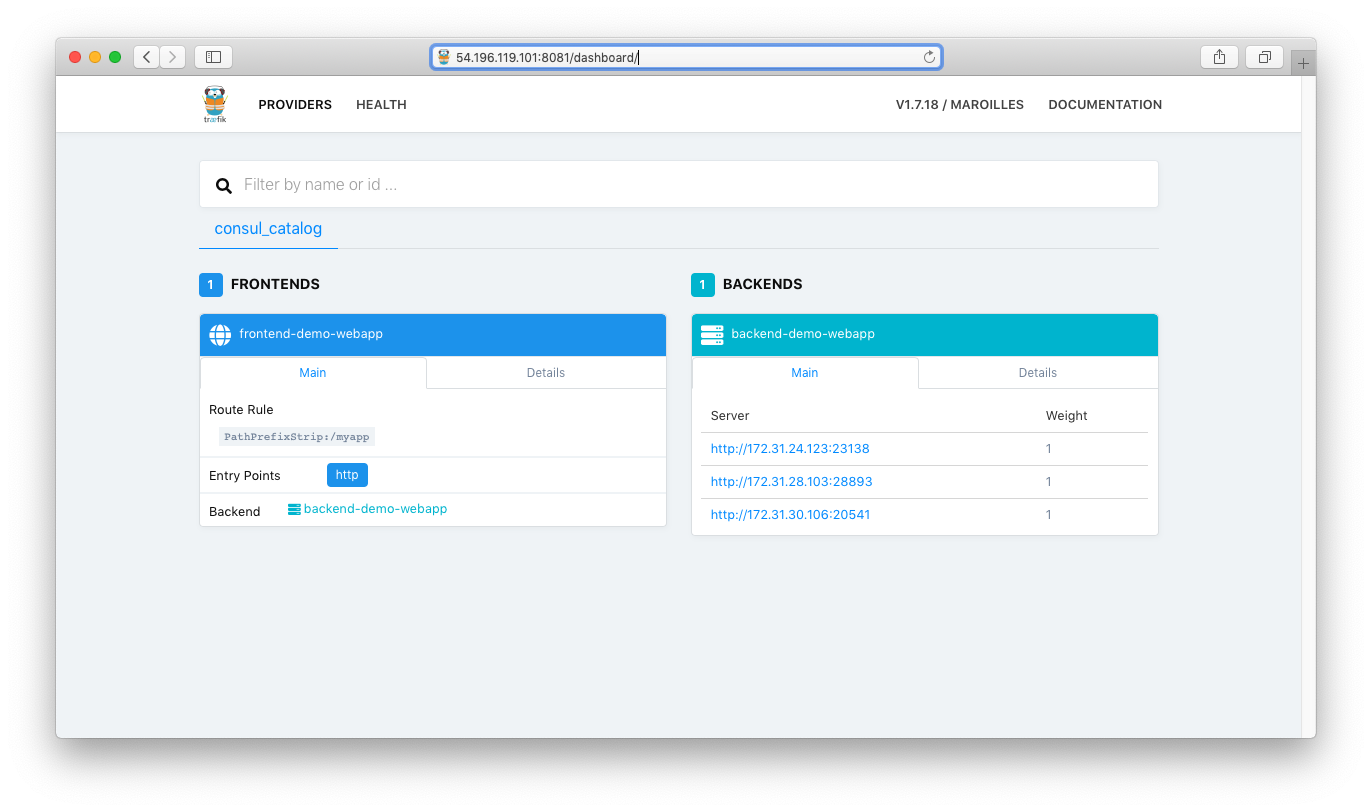 54.196.119.101:8081/dashboard/
træfik
PROVIDERS HEALTH V1.7.18 / MAROILLES DOCUMENTATION
Filter by name or id ...
consul_catalog
1 FRONTENDS
frontend-demo-webapp
Main Details
Route Rule
PathPrefixStrip:/myapp
Entry Points http
Backend backend-demo-webapp
1 BACKENDS
backend-demo-webapp
Main Details
Server Weight
http://172.31.24.123:23138 1
http://172.31.28.103:28893 1
http://172.31.30.106:20541 1